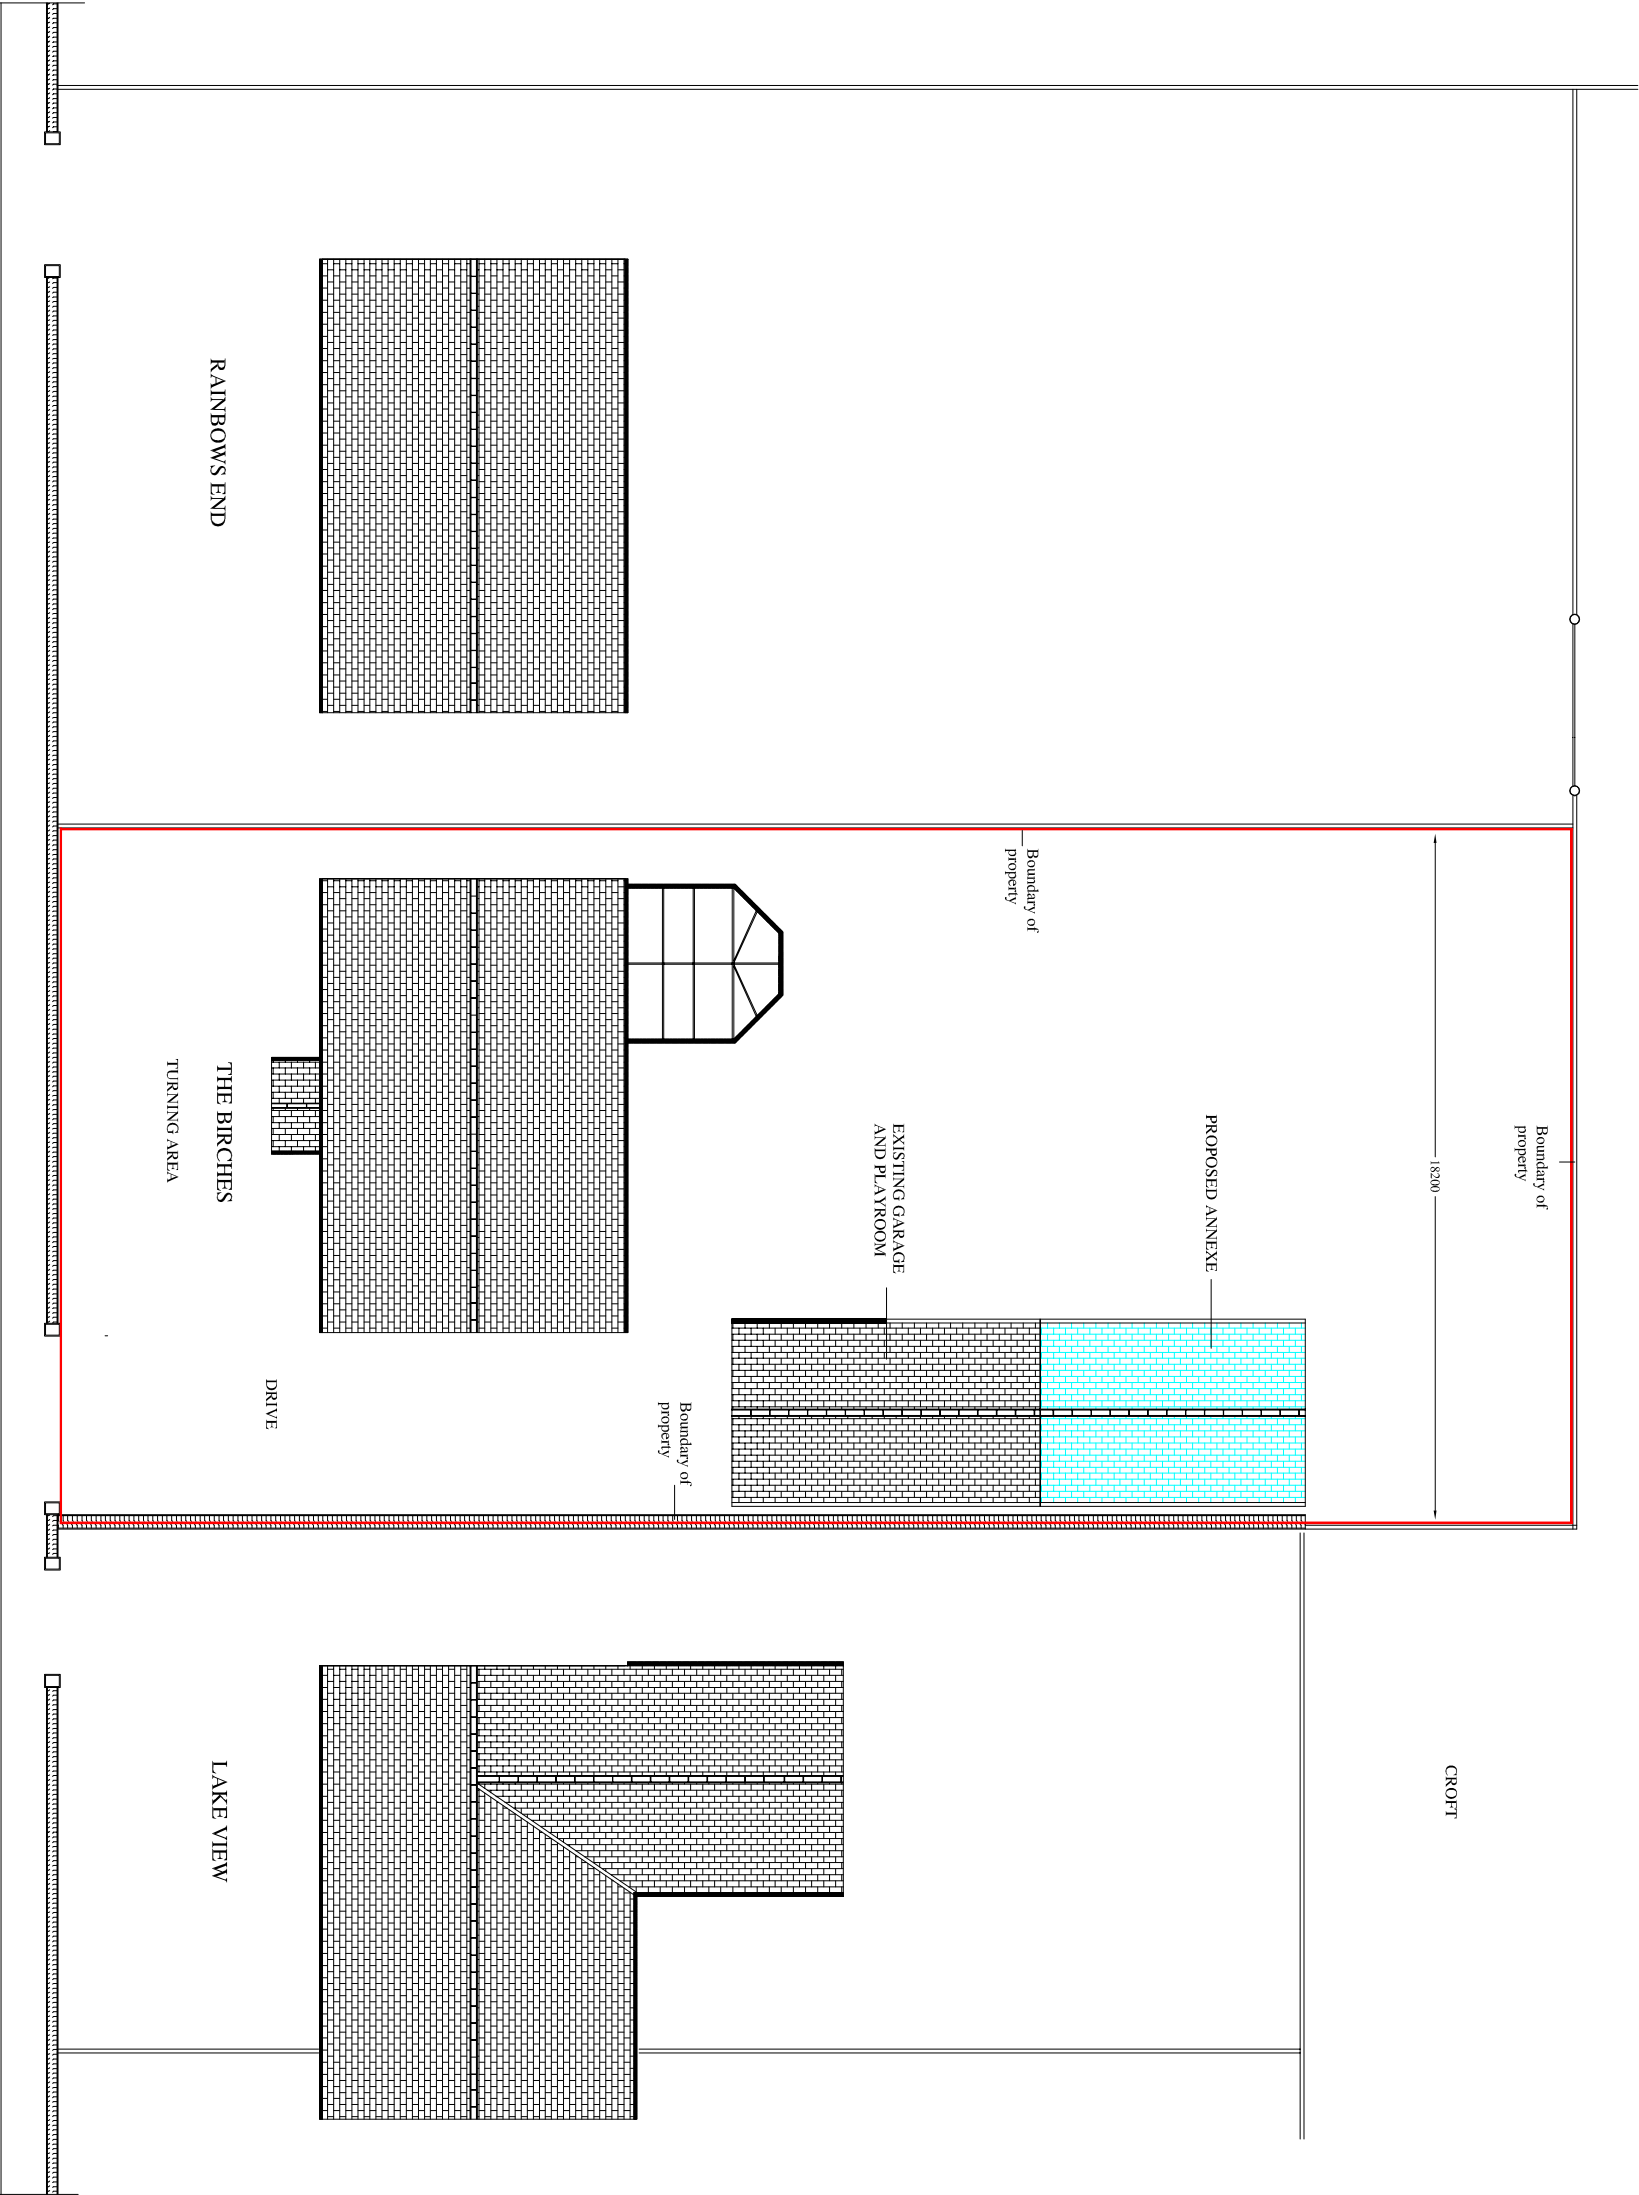 Boundary of
property
18200
CROFT
PROPOSED ANNEXE
Boundary of
property
EXISTING GARAGE
AND PLAYROOM
Boundary of
property
DRIVE
RAINBOWS END
THE BIRCHES
LAKE VIEW
TURNING AREA